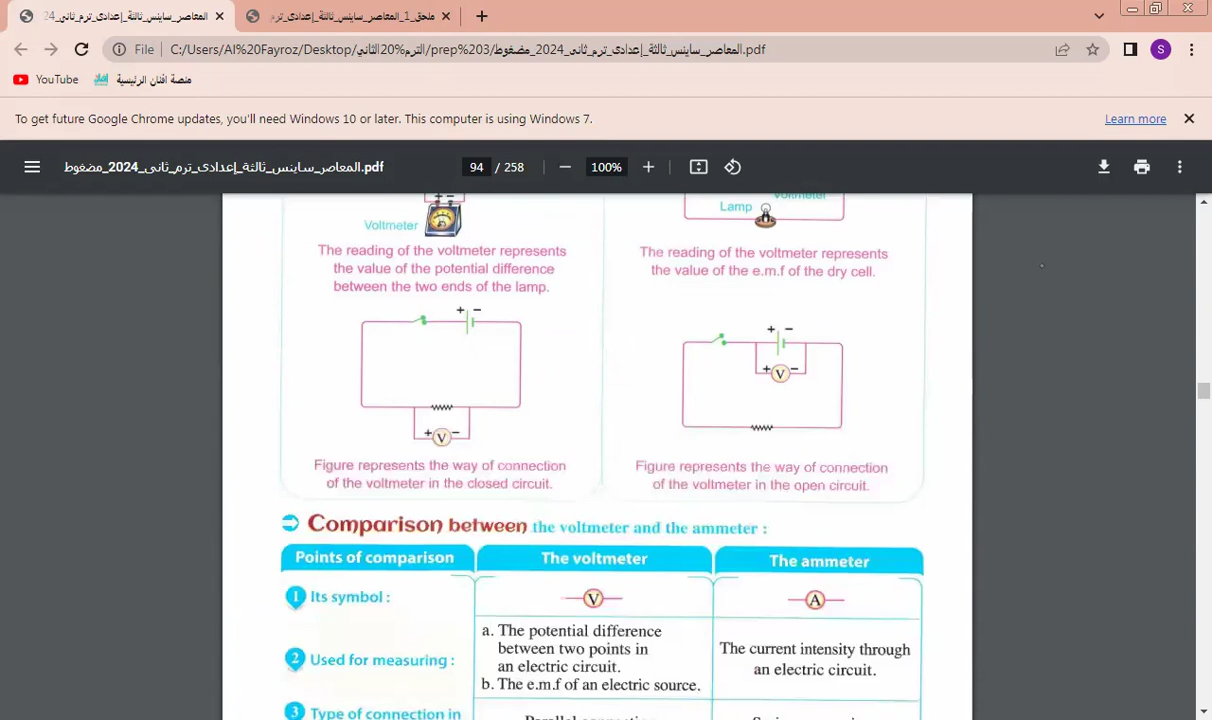 المعاصر_ساينس_ثالثة_إعدادى_ترم_ثانى_24
ملحق_1_المعاصر_ساينس_ثالثة_إعدادى_ترم
File
C:/Users/Al%20Fayroz/Desktop/الترم%20الثاني/prep%203/المعاصر_ساينس_ثالثة_إعدادى_ترم_ثانى_2024_مضغوط.pdf
S
YouTube
منصة أفنان الرئيسية
To get future Google Chrome updates, you'll need Windows 10 or later. This computer is using Windows 7.
Learn more
المعاصر_ساينس_ثالثة_إعدادى_ترم_ثانى_2024_مضغوط.pdf
94 / 258
100%
Voltmeter
Lamp
Voltmeter
The reading of the voltmeter represents
the value of the potential difference
between the two ends of the lamp.
The reading of the voltmeter represents
the value of the e.m.f of the dry cell.
+ −
+ V −
+ −
+ V −
Figure represents the way of connection
of the voltmeter in the closed circuit.
Figure represents the way of connection
of the voltmeter in the open circuit.
Comparison between the voltmeter and the ammeter :
Points of comparison
The voltmeter
The ammeter
1 Its symbol :
V
A
2 Used for measuring :
a. The potential difference
between two points in
an electric circuit.
b. The e.m.f of an electric source.
The current intensity through
an electric circuit.
3 Type of connection in